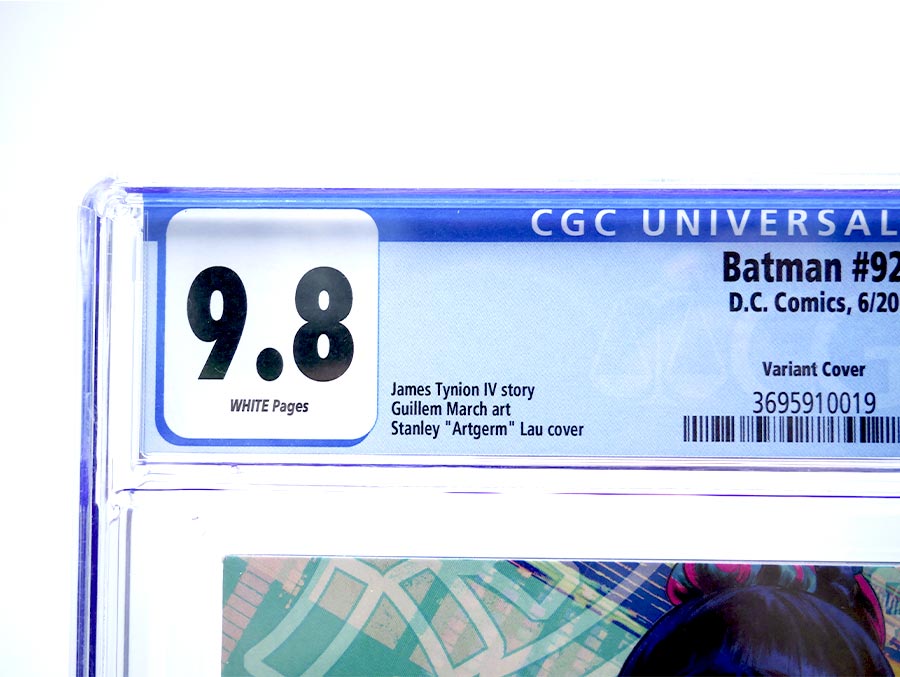 CGC UNIVERSAL
9.8
WHITE Pages
Batman #92
D.C. Comics, 6/20
Variant Cover
3695910019
James Tynion IV story
Guillem March art
Stanley "Artgerm" Lau cover